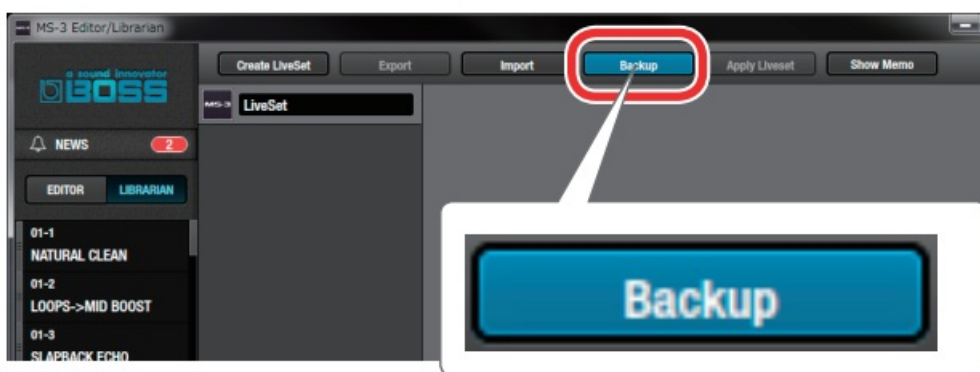 MS-3 Editor/Librarian
a sound innovator
BOSS
Create LiveSet Export Import Backup Apply Liveset Show Memo
MS-3 LiveSet
NEWS 2
EDITOR LIBRARIAN
01-1
NATURAL CLEAN
01-2
LOOPS->MID BOOST
01-3
SLAPBACK ECHO
Backup